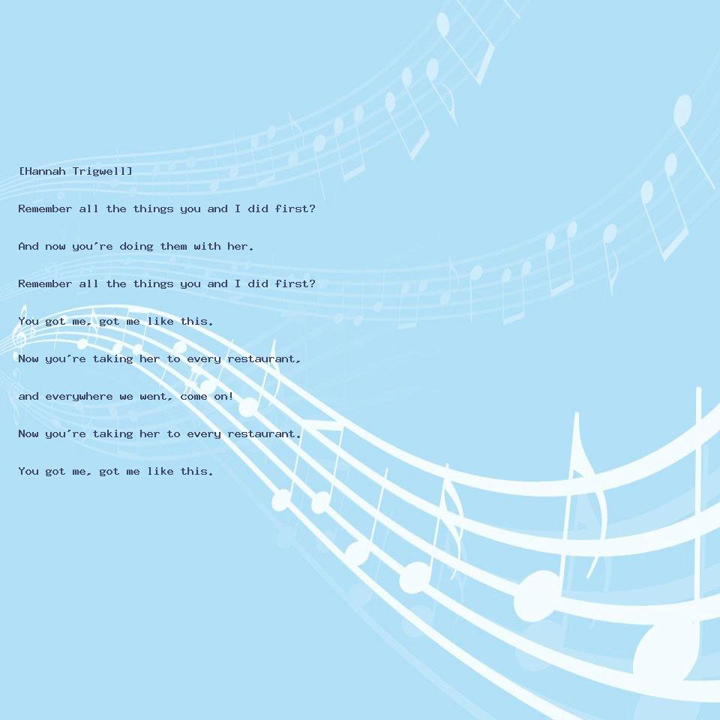 [Hannah Trigwell]
Remember all the things you and I did first?
And now you're doing them with her.
Remember all the things you and I did first?
You got me, got me like this.
Now you're taking her to every restaurant,
and everywhere we went, come on!
Now you're taking her to every restaurant.
You got me, got me like this.